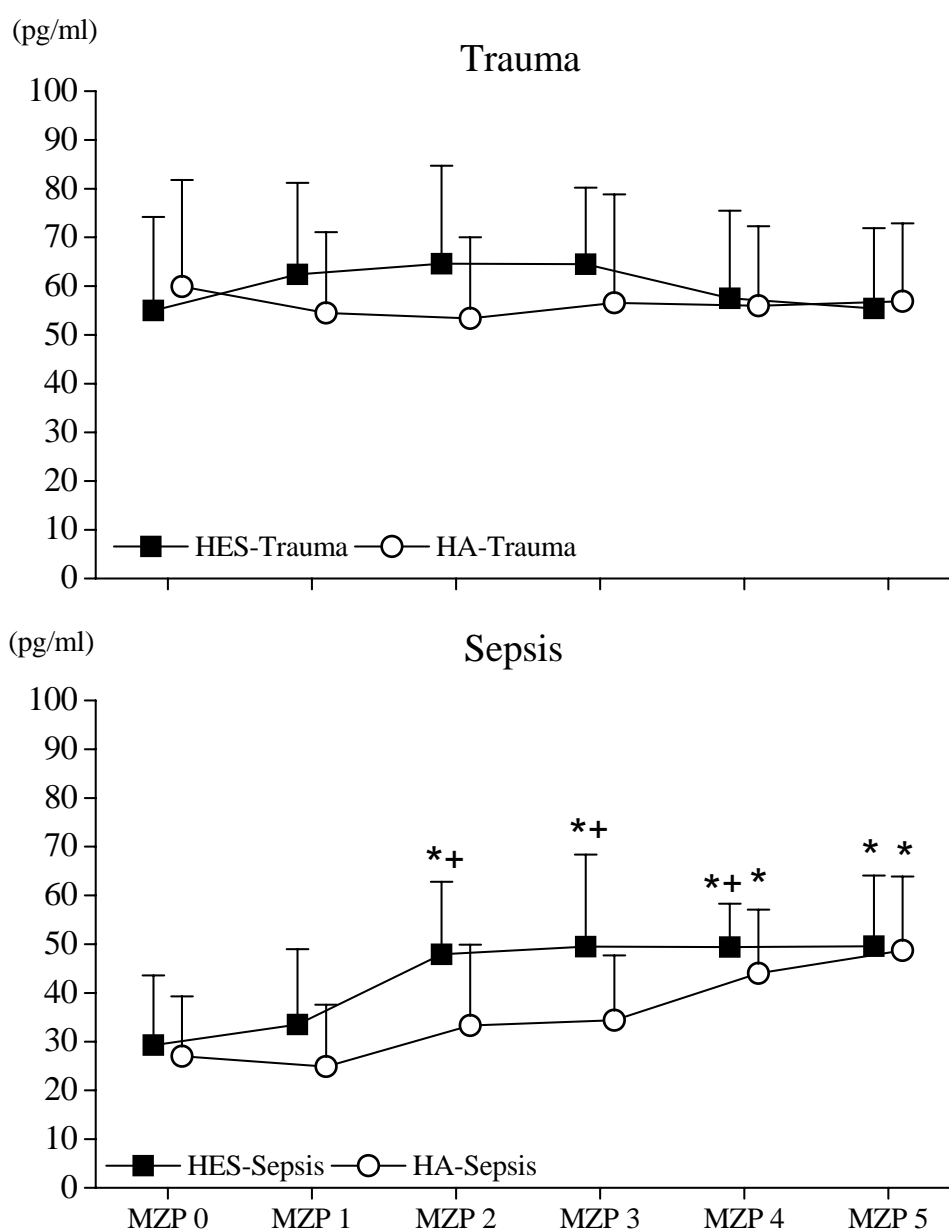 (pg/ml)
Trauma
100
90
80
70
60
50
40
30
20
10
HES-Trauma HA-Trauma
0
(pg/ml)
Sepsis
100
90
80
70
*+ *+ *+ * * *
60
50
40
30
20
10
HES-Sepsis HA-Sepsis
0
MZP 0 MZP 1 MZP 2 MZP 3 MZP 4 MZP 5